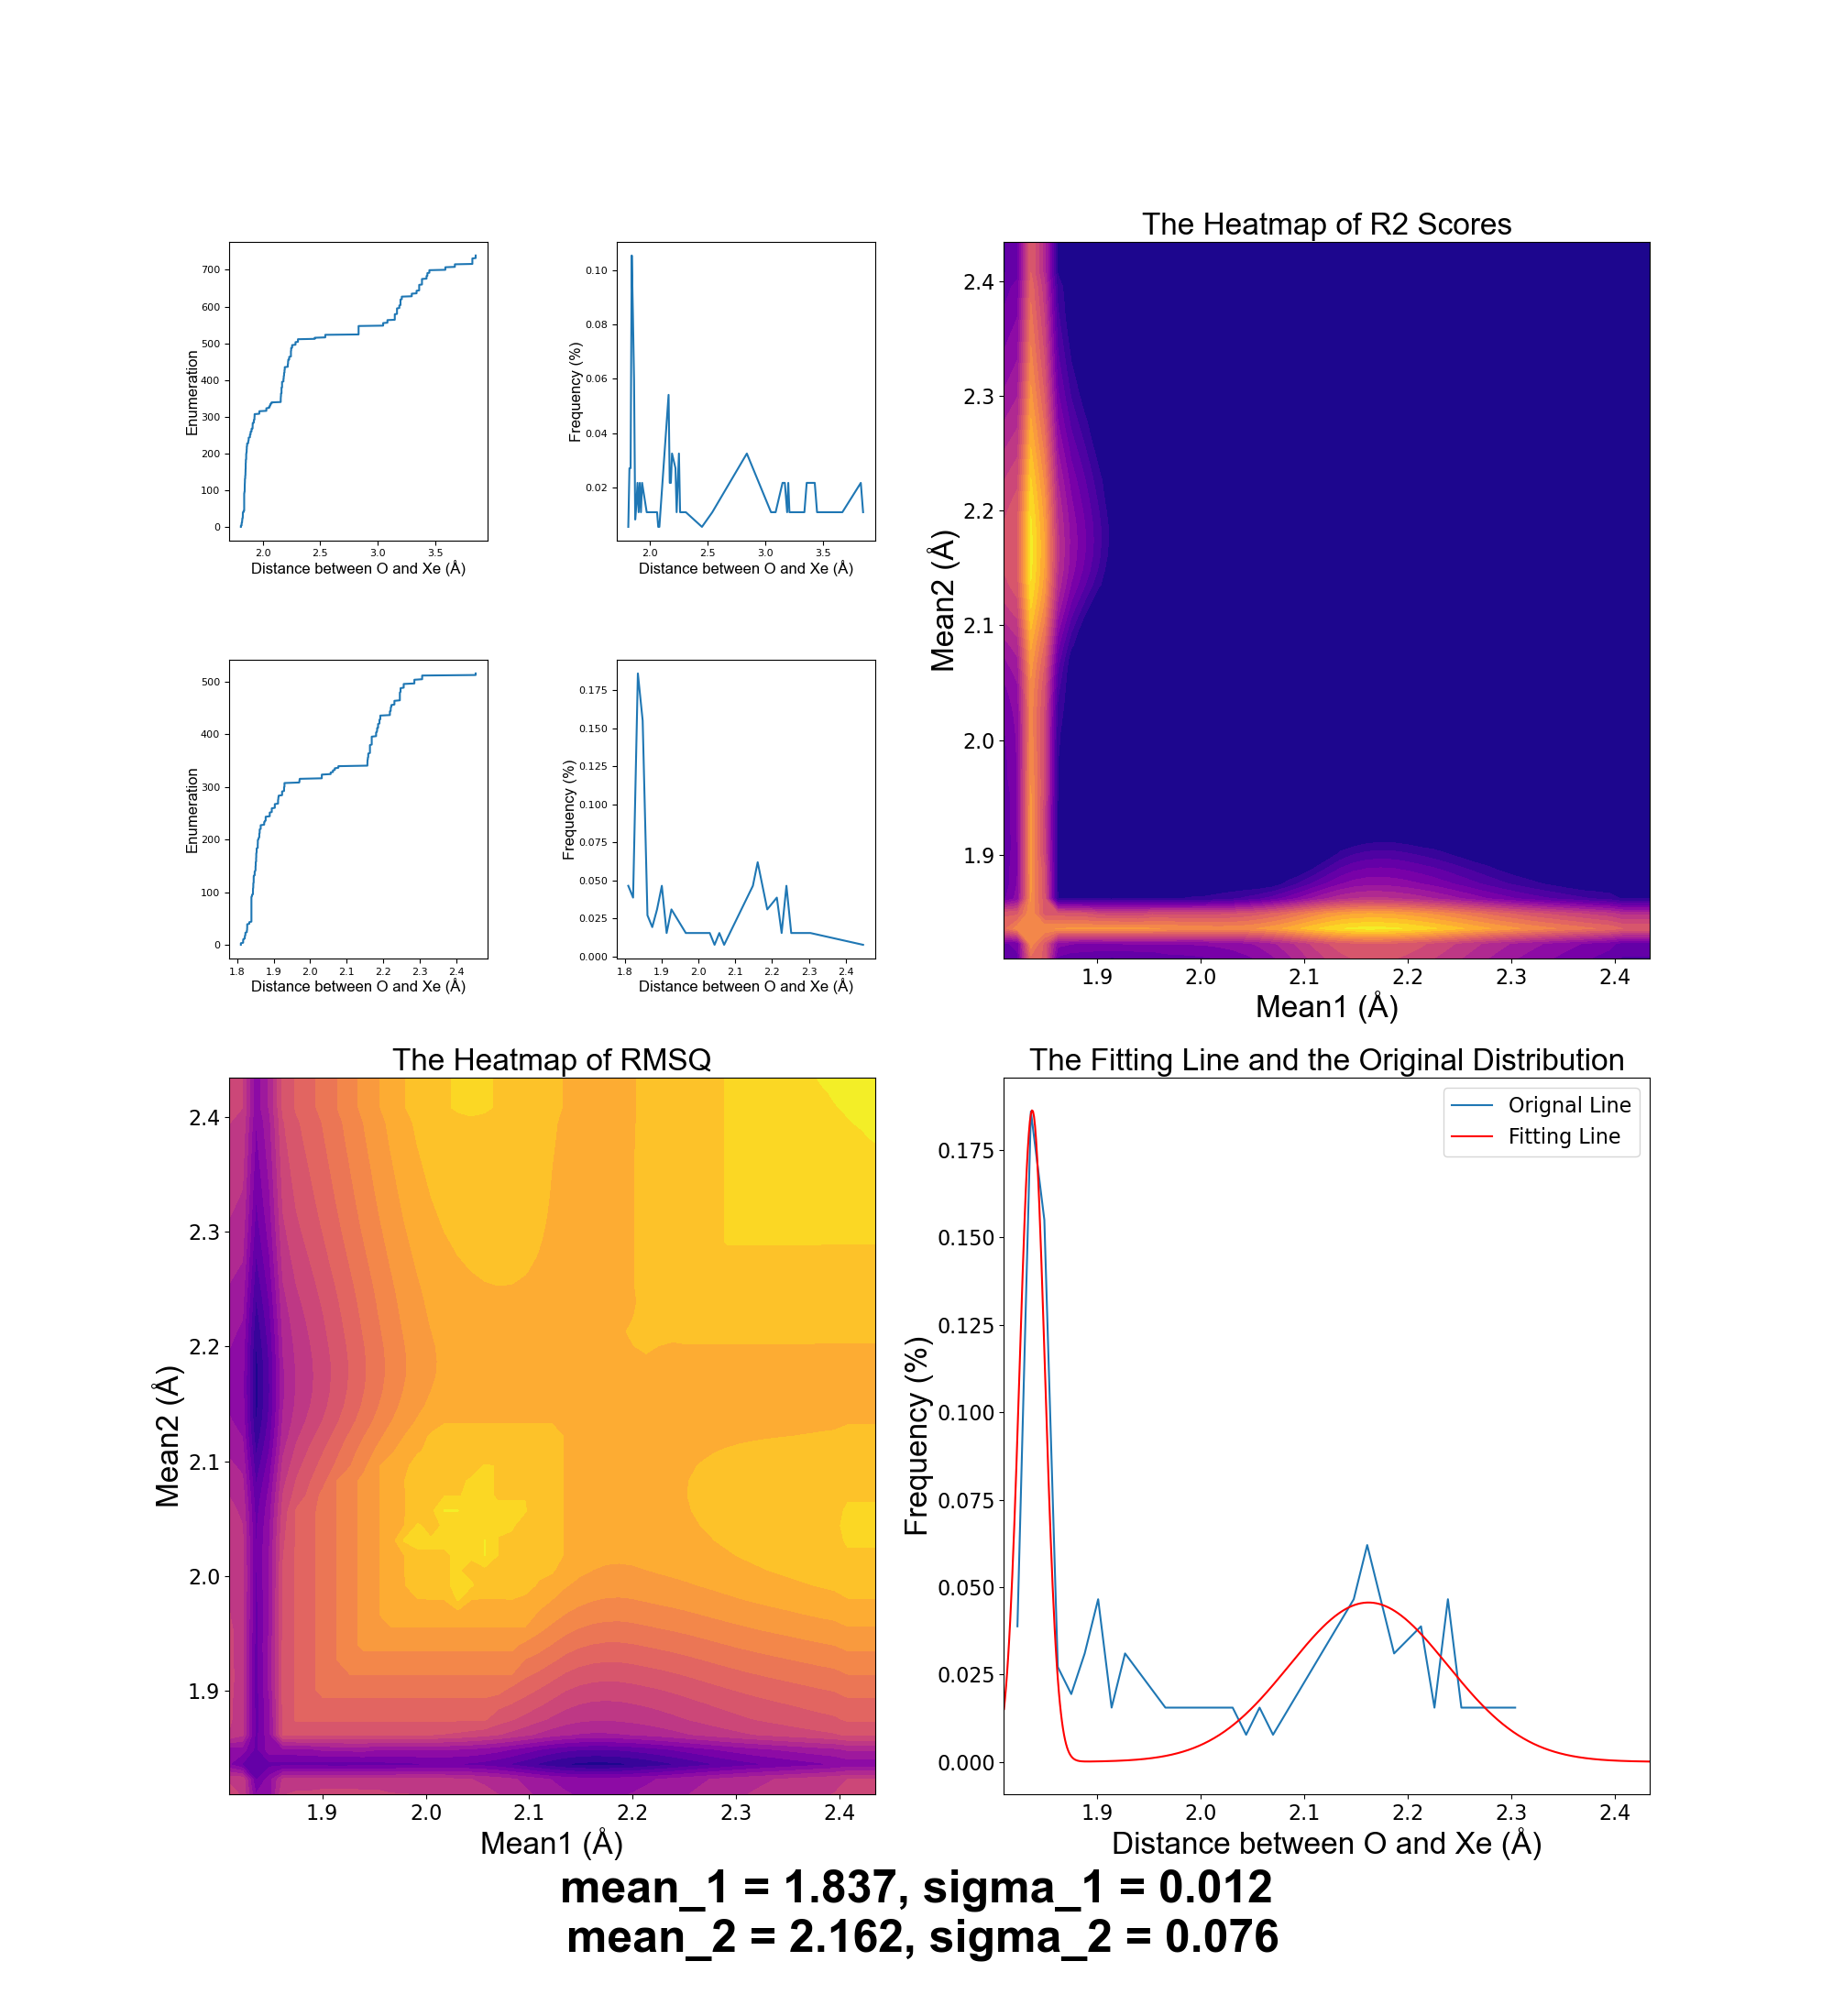 700
600
500
400
300
200
100
0
Enumeration
2.0 2.5 3.0 3.5
Distance between O and Xe (Å)
0.10
0.08
0.06
0.04
0.02
Frequency (%)
2.0 2.5 3.0 3.5
Distance between O and Xe (Å)
The Heatmap of R2 Scores
2.4
2.3
2.2
2.1
2.0
1.9
Mean2 (Å)
1.9 2.0 2.1 2.2 2.3 2.4
Mean1 (Å)
500
400
300
200
100
0
Enumeration
1.8 1.9 2.0 2.1 2.2 2.3 2.4
Distance between O and Xe (Å)
0.175
0.150
0.125
0.100
0.075
0.050
0.025
0.000
Frequency (%)
1.8 1.9 2.0 2.1 2.2 2.3 2.4
Distance between O and Xe (Å)
The Heatmap of RMSQ
2.4
2.3
2.2
2.1
2.0
1.9
Mean2 (Å)
1.9 2.0 2.1 2.2 2.3 2.4
Mean1 (Å)
The Fitting Line and the Original Distribution
Orignal Line
Fitting Line
0.175
0.150
0.125
0.100
0.075
0.050
0.025
0.000
Frequency (%)
1.9 2.0 2.1 2.2 2.3 2.4
Distance between O and Xe (Å)
mean_1 = 1.837, sigma_1 = 0.012
mean_2 = 2.162, sigma_2 = 0.076